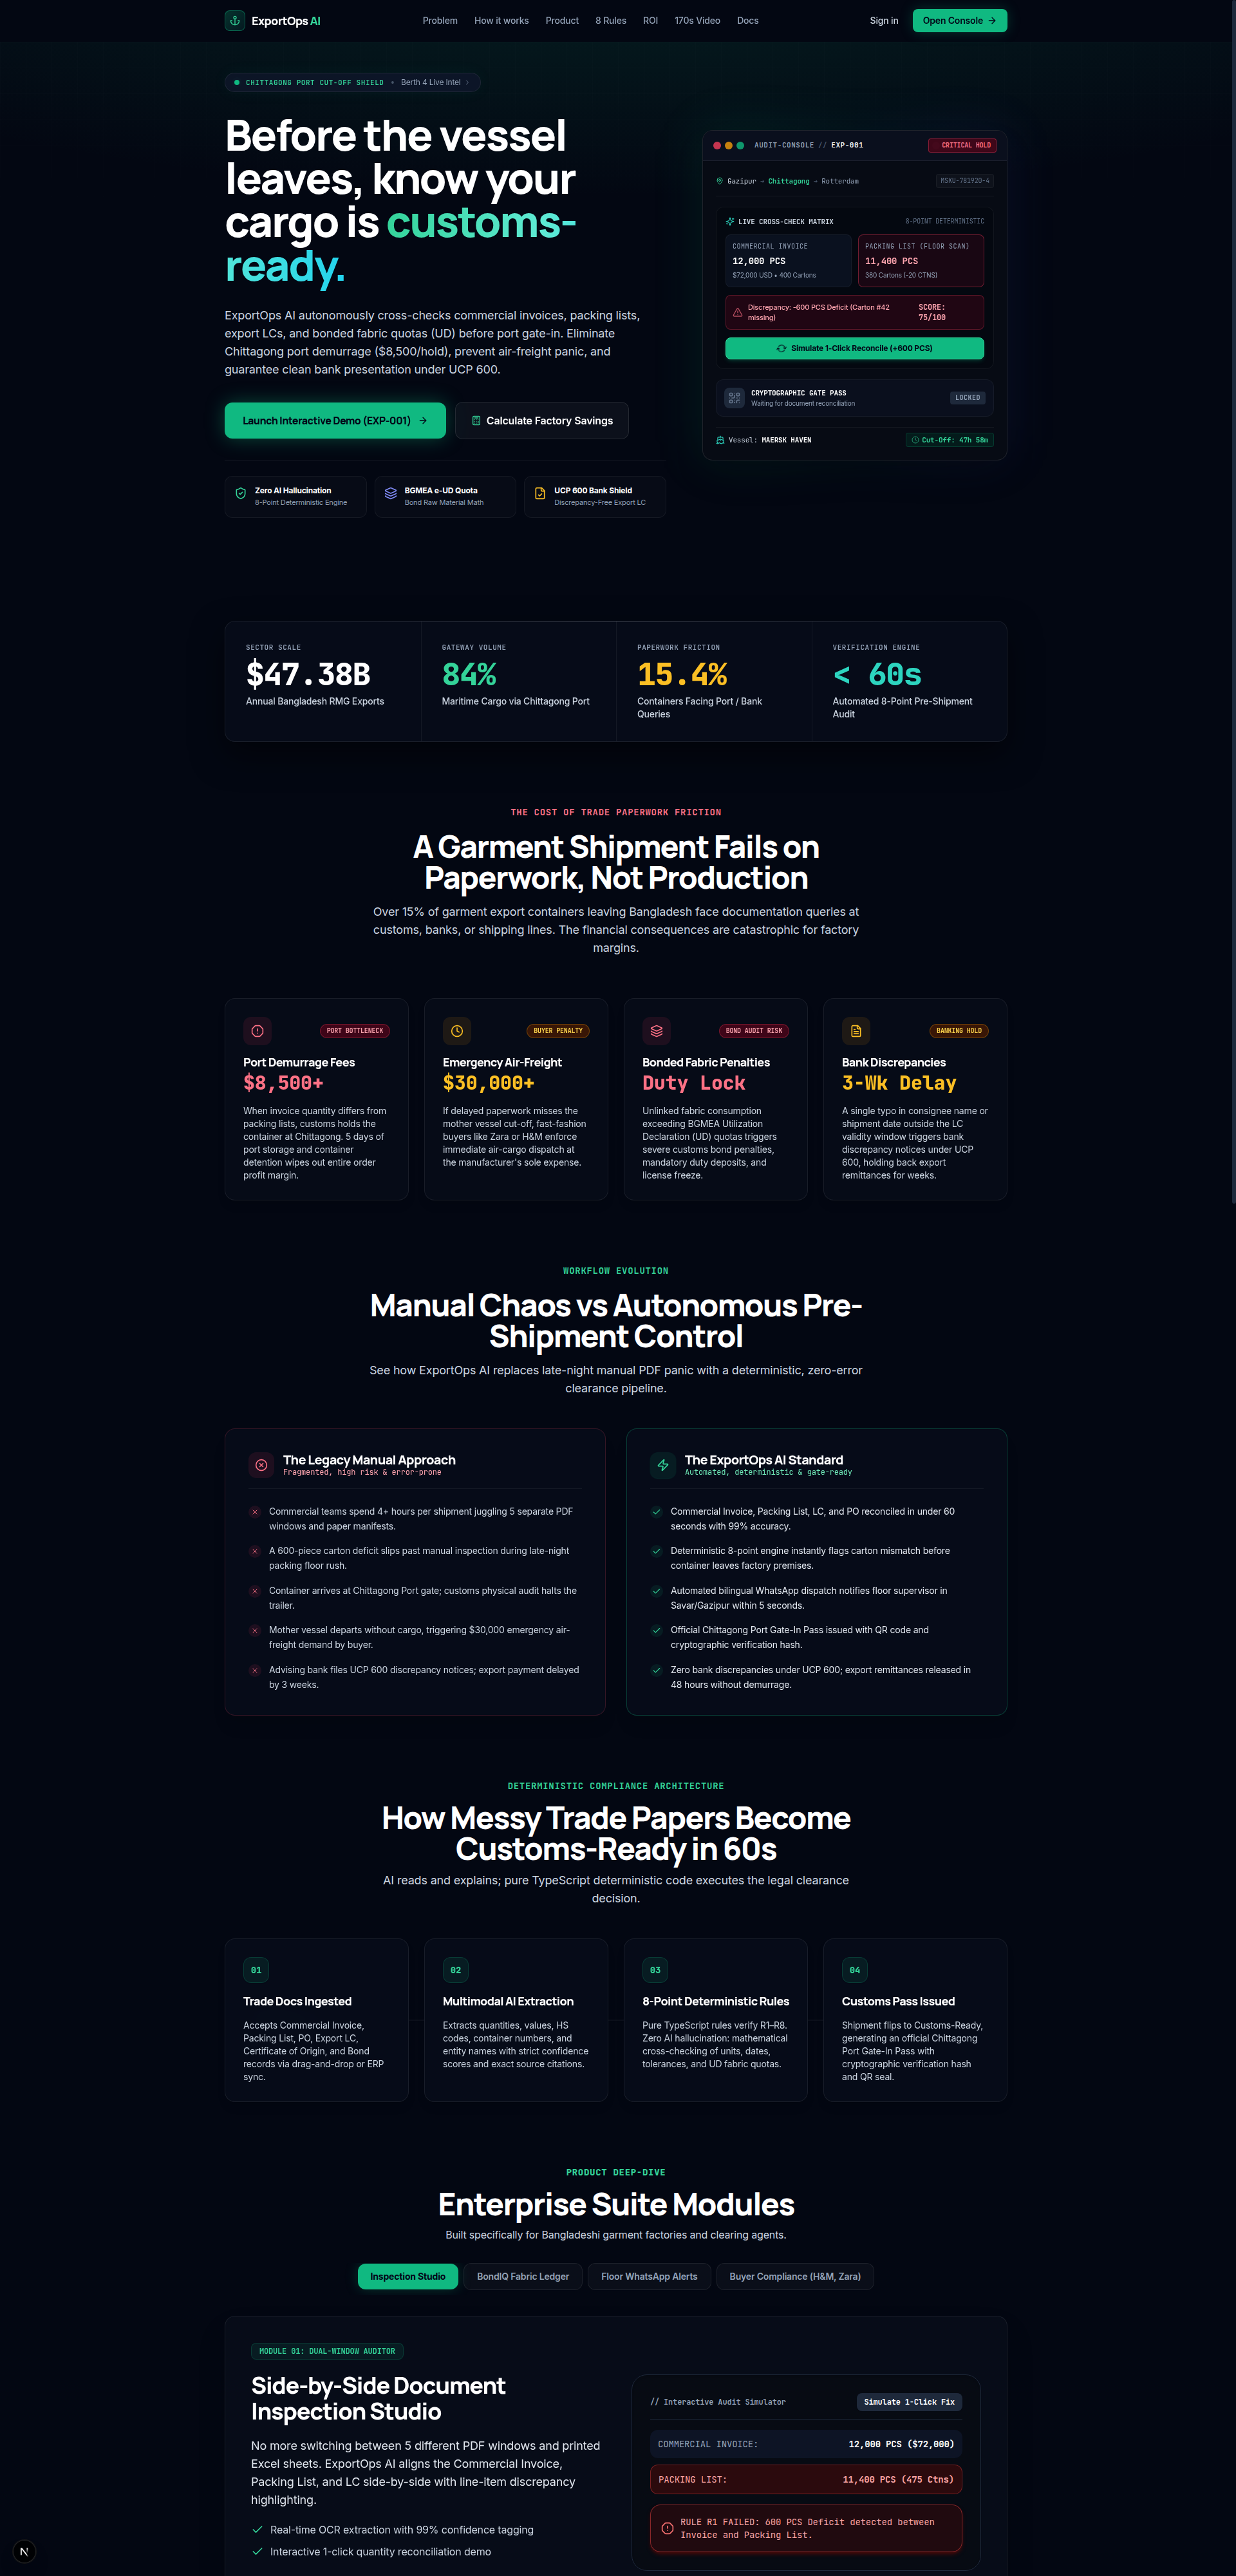 ExportOps AI
Problem
How it works
Product
8 Rules
ROI
170s Video
Docs
Sign in
Open Console →
CHITTAGONG PORT CUT-OFF SHIELD • Berth 4 Live Intel ›
Before the vessel
leaves, know your
cargo is customs-
ready.
ExportOps AI autonomously cross-checks commercial invoices, packing lists,
export LCs, and bonded fabric quotas (UD) before port gate-in. Eliminate
Chittagong port demurrage ($8,500/hold), prevent air-freight panic, and
guarantee clean bank presentation under UCP 600.
Launch Interactive Demo (EXP-001) →
Calculate Factory Savings
Zero AI Hallucination
8-Point Deterministic Engine
BGMEA e-UD Quota
Bond Raw Material Math
UCP 600 Bank Shield
Discrepancy-Free Export LC
AUDIT-CONSOLE // EXP-001
CRITICAL HOLD
Gazipur → Chittagong → Rotterdam
MSKU-781920-4
LIVE CROSS-CHECK MATRIX
8-POINT DETERMINISTIC
COMMERCIAL INVOICE
12,000 PCS
$72,000 USD • 400 Cartons
PACKING LIST (FLOOR SCAN)
11,400 PCS
380 Cartons (-20 CTNS)
Discrepancy: -600 PCS Deficit (Carton #42
missing)
SCORE:
75/100
Simulate 1-Click Reconcile (+600 PCS)
CRYPTOGRAPHIC GATE PASS
Waiting for document reconciliation
LOCKED
Vessel: MAERSK HAVEN
Cut-Off: 47h 58m
SECTOR SCALE
$47.38B
Annual Bangladesh RMG Exports
GATEWAY VOLUME
84%
Maritime Cargo via Chittagong Port
PAPERWORK FRICTION
15.4%
Containers Facing Port / Bank
Queries
VERIFICATION ENGINE
< 60s
Automated 8-Point Pre-Shipment
Audit
THE COST OF TRADE PAPERWORK FRICTION
A Garment Shipment Fails on
Paperwork, Not Production
Over 15% of garment export containers leaving Bangladesh face documentation queries at
customs, banks, or shipping lines. The financial consequences are catastrophic for factory
margins.
PORT BOTTLENECK
Port Demurrage Fees
$8,500+
When invoice quantity differs from
packing lists, customs holds the
container at Chittagong. 5 days of
port storage and container
detention wipes out entire order
profit margin.
BUYER PENALTY
Emergency Air-Freight
$30,000+
If delayed paperwork misses the
mother vessel cut-off, fast-fashion
buyers like Zara or H&M enforce
immediate air-cargo dispatch at
the manufacturer's sole expense.
BOND AUDIT RISK
Bonded Fabric Penalties
Duty Lock
Unlinked fabric consumption
exceeding BGMEA Utilization
Declaration (UD) quotas triggers
severe customs bond penalties,
mandatory duty deposits, and
license freeze.
BANKING HOLD
Bank Discrepancies
3-Wk Delay
A single typo in consignee name or
shipment date outside the LC
validity window triggers bank
discrepancy notices under UCP
600, holding back export
remittances for weeks.
WORKFLOW EVOLUTION
Manual Chaos vs Autonomous Pre-
Shipment Control
See how ExportOps AI replaces late-night manual PDF panic with a deterministic, zero-error
clearance pipeline.
The Legacy Manual Approach
Fragmented, high risk & error-prone
Commercial teams spend 4+ hours per shipment juggling 5 separate PDF
windows and paper manifests.
A 600-piece carton deficit slips past manual inspection during late-night
packing floor rush.
Container arrives at Chittagong Port gate; customs physical audit halts the
trailer.
Mother vessel departs without cargo, triggering $30,000 emergency air-
freight demand by buyer.
Advising bank files UCP 600 discrepancy notices; export payment delayed
by 3 weeks.
The ExportOps AI Standard
Automated, deterministic & gate-ready
Commercial Invoice, Packing List, LC, and PO reconciled in under 60
seconds with 99% accuracy.
Deterministic 8-point engine instantly flags carton mismatch before
container leaves factory premises.
Automated bilingual WhatsApp dispatch notifies floor supervisor in
Savar/Gazipur within 5 seconds.
Official Chittagong Port Gate-In Pass issued with QR code and
cryptographic verification hash.
Zero bank discrepancies under UCP 600; export remittances released in
48 hours without demurrage.
DETERMINISTIC COMPLIANCE ARCHITECTURE
How Messy Trade Papers Become
Customs-Ready in 60s
AI reads and explains; pure TypeScript deterministic code executes the legal clearance
decision.
01
Trade Docs Ingested
Accepts Commercial Invoice,
Packing List, PO, Export LC,
Certificate of Origin, and Bond
records via drag-and-drop or ERP
sync.
02
Multimodal AI Extraction
Extracts quantities, values, HS
codes, container numbers, and
entity names with strict confidence
scores and exact source citations.
03
8-Point Deterministic Rules
Pure TypeScript rules verify R1–R8.
Zero AI hallucination: mathematical
cross-checking of units, dates,
tolerances, and UD fabric quotas.
04
Customs Pass Issued
Shipment flips to Customs-Ready,
generating an official Chittagong
Port Gate-In Pass with
cryptographic verification hash
and QR seal.
PRODUCT DEEP-DIVE
Enterprise Suite Modules
Built specifically for Bangladeshi garment factories and clearing agents.
Inspection Studio
BondIQ Fabric Ledger
Floor WhatsApp Alerts
Buyer Compliance (H&M, Zara)
MODULE 01: DUAL-WINDOW AUDITOR
Side-by-Side Document
Inspection Studio
No more switching between 5 different PDF windows and printed
Excel sheets. ExportOps AI aligns the Commercial Invoice,
Packing List, and LC side-by-side with line-item discrepancy
highlighting.
Real-time OCR extraction with 99% confidence tagging
Interactive 1-click quantity reconciliation demo
// Interactive Audit Simulator
Simulate 1-Click Fix
COMMERCIAL INVOICE:
12,000 PCS ($72,000)
PACKING LIST:
11,400 PCS (475 Ctns)
RULE R1 FAILED: 600 PCS Deficit detected between
Invoice and Packing List.
N